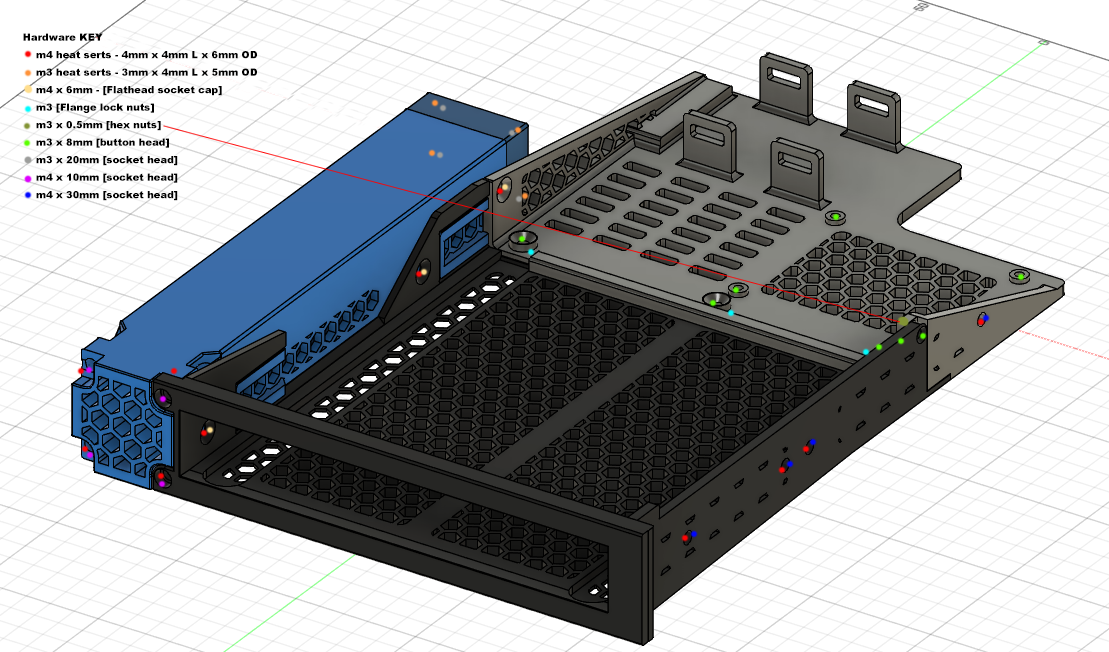 Hardware KEY
m4 heat serts - 4mm x 4mm L x 6mm OD
m3 heat serts - 3mm x 4mm L x 5mm OD
m4 x 6mm - [Flathead socket cap]
m3 [Flange lock nuts]
m3 x 0.5mm [hex nuts]
m3 x 8mm [button head]
m3 x 20mm [socket head]
m4 x 10mm [socket head]
m4 x 30mm [socket head]